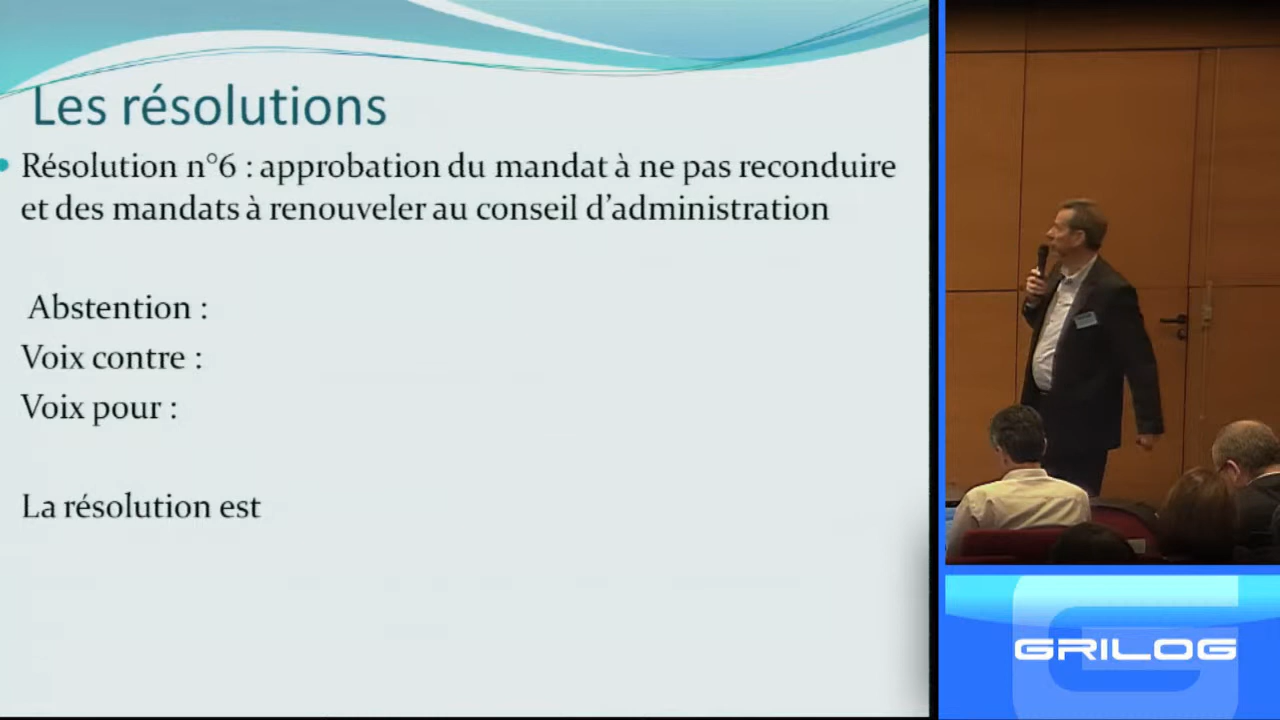 Les résolutions
Résolution n°6 : approbation du mandat à ne pas reconduire
et des mandats à renouveler au conseil d’administration
Abstention :
Voix contre :
Voix pour :
La résolution est
GRILOG